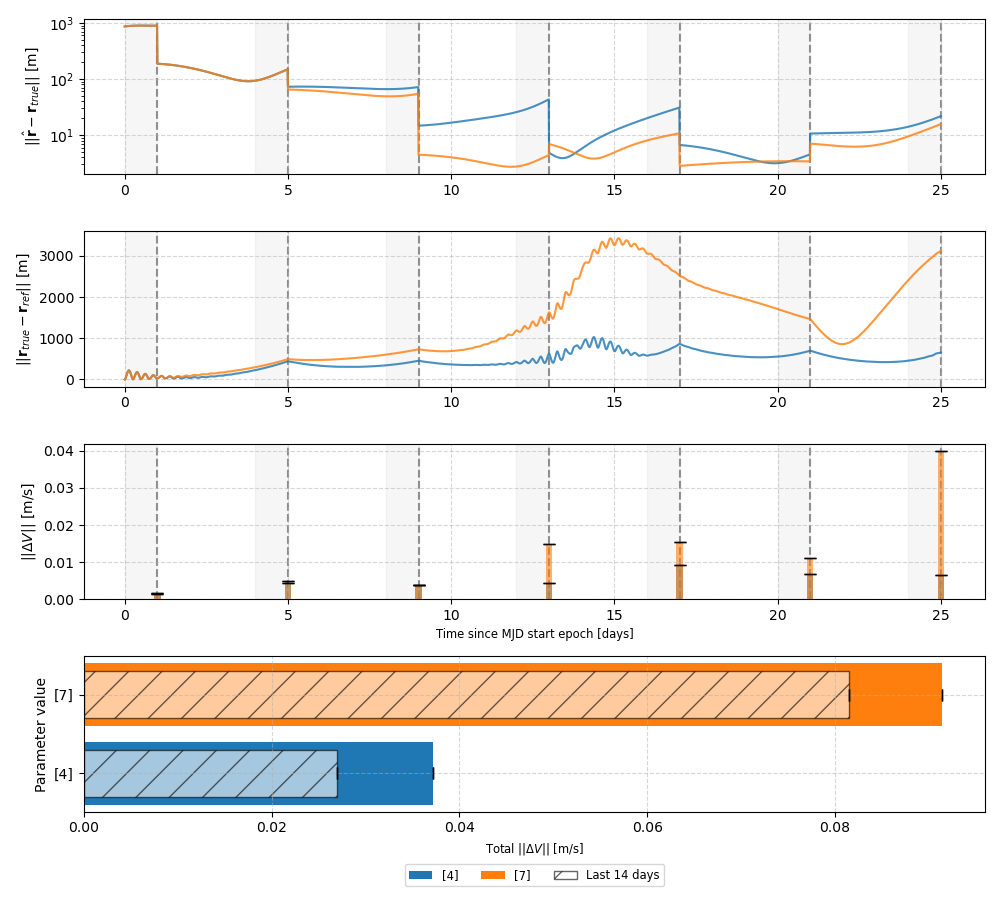 ||r̂ − r_true|| [m]
10³
10²
10¹
0 5 10 15 20 25
||r_true − r_ref|| [m]
3000
2000
1000
0
0 5 10 15 20 25
||ΔV|| [m/s]
0.04
0.03
0.02
0.01
0.00
0 5 10 15 20 25
Time since MJD start epoch [days]
Parameter value
[7]
[4]
0.00 0.02 0.04 0.06 0.08
Total ||ΔV|| [m/s]
[4] [7] Last 14 days